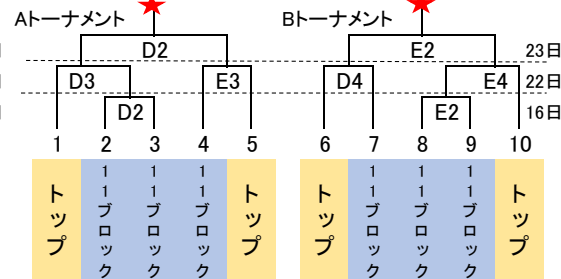 Aトーナメント Bトーナメント
D2 E2 23日
D3 E3 D4 E4 22日
D2 E2 16日
1 2 3 4 5 6 7 8 9 10
トップ
11ブロック
11ブロック
11ブロック
トップ
トップ
11ブロック
11ブロック
11ブロック
トップ